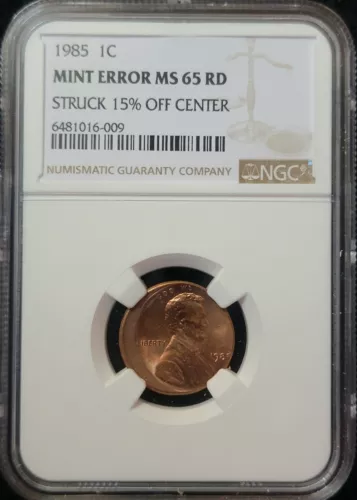 1985 1C
MINT ERROR MS 65 RD
STRUCK 15% OFF CENTER
6481016-009
NUMISMATIC GUARANTY COMPANY
NGC
LIBERTY